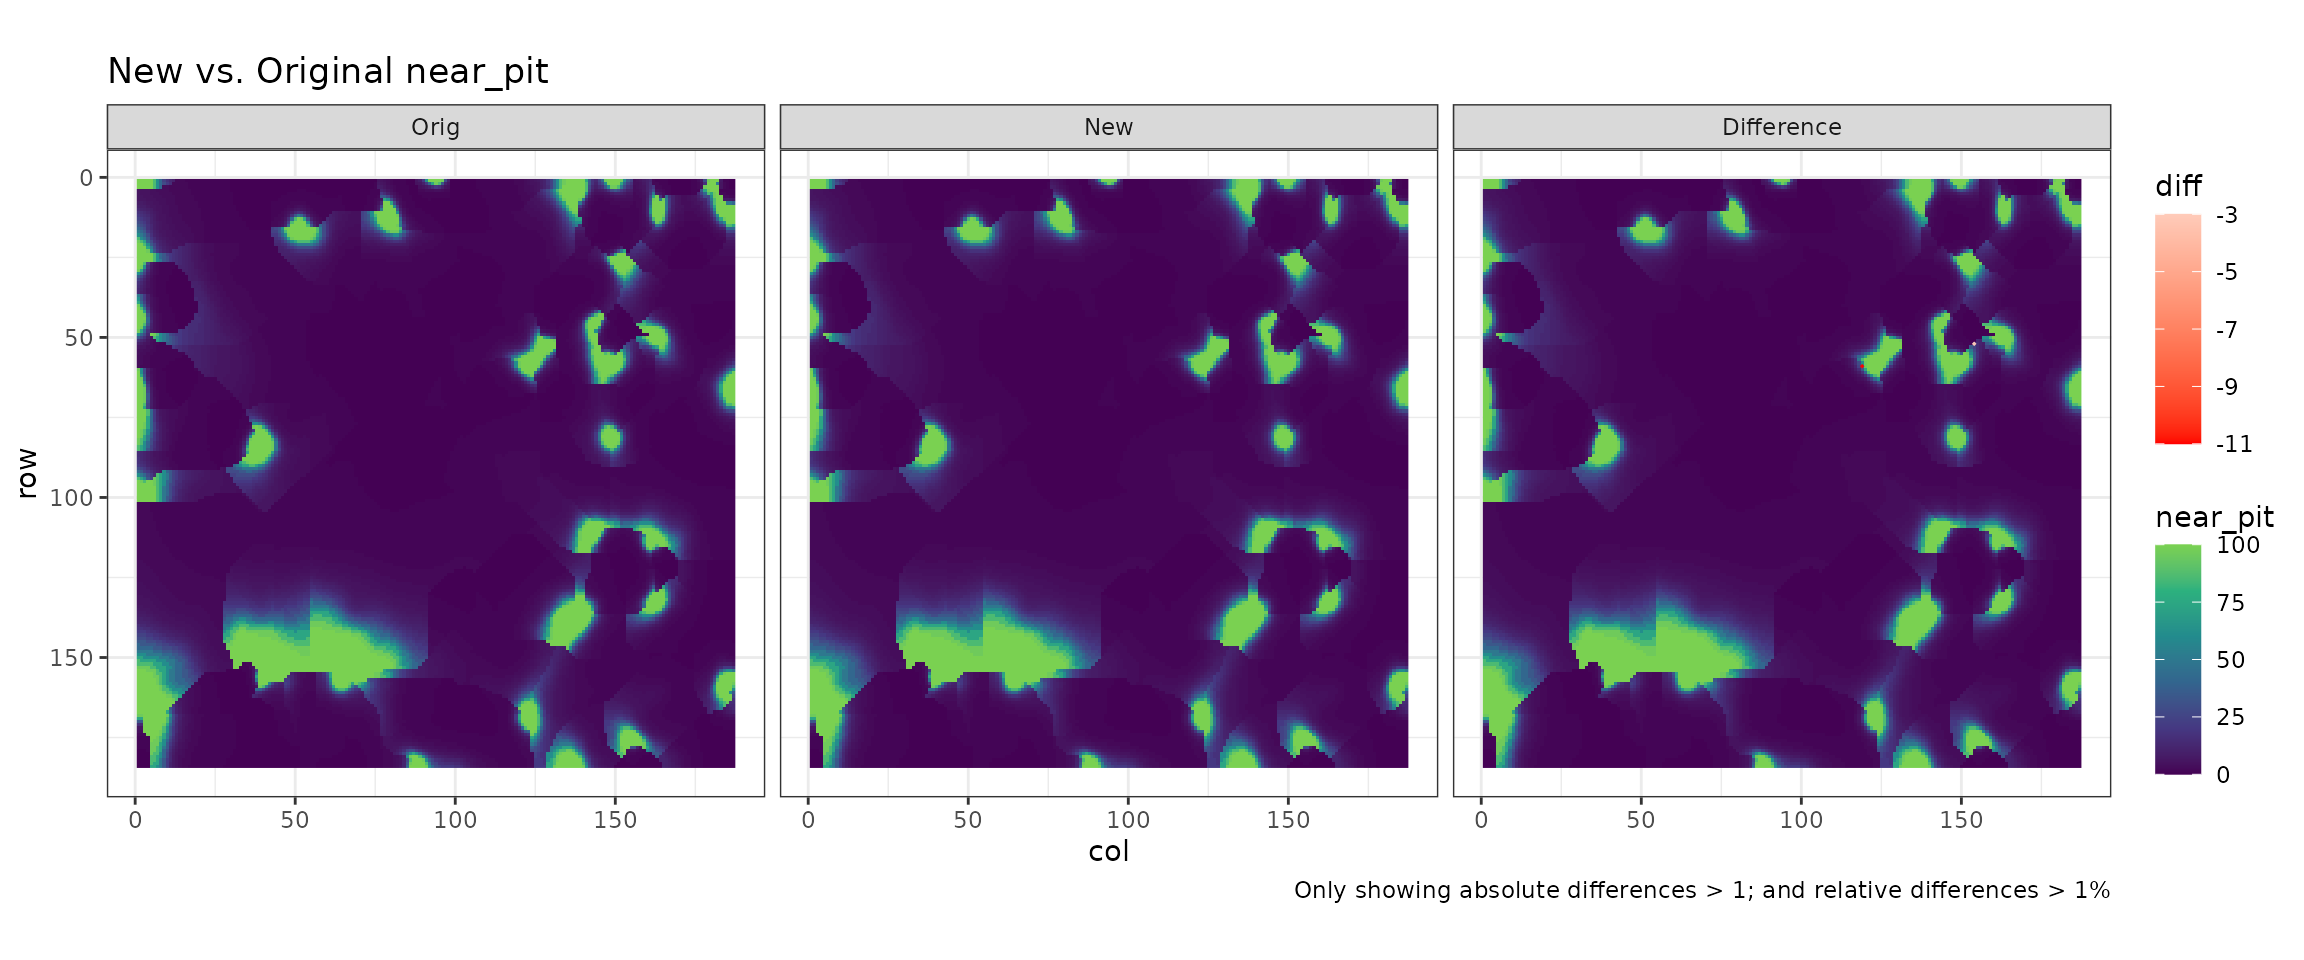 New vs. Original near_pit
Orig
New
Difference
row
0
50
100
150
0
50
100
150
0
50
100
150
0
50
100
150
col
diff
-3
-5
-7
-9
-11
near_pit
100
75
50
25
0
Only showing absolute differences > 1; and relative differences > 1%